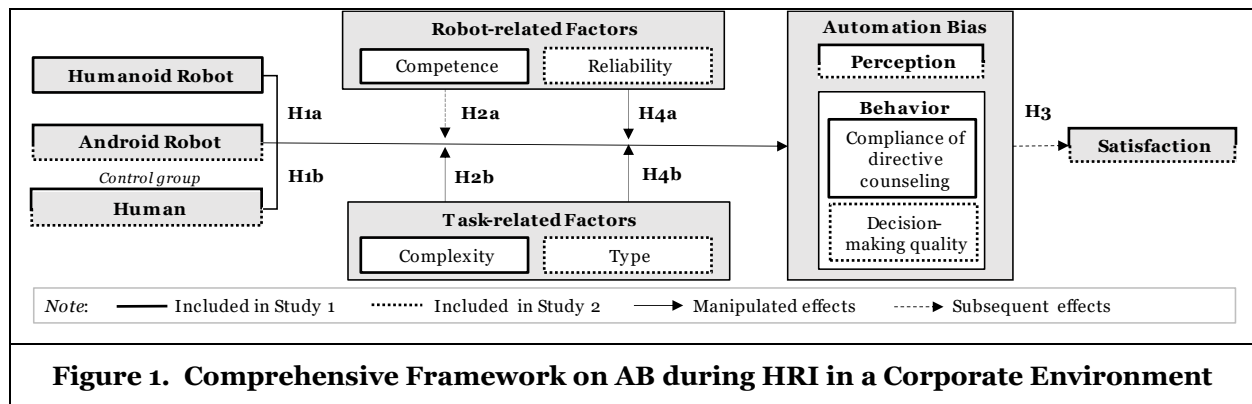 Robot-related Factors
Competence
Reliability
Humanoid Robot
Android Robot
Control group
Human
H1a
H1b
H2a
H4a
H2b
H4b
Task-related Factors
Complexity
Type
Automation Bias
Perception
Behavior
Compliance of
directive
counseling
Decision-
making quality
H3
Satisfaction
Note: Included in Study 1 Included in Study 2 Manipulated effects Subsequent effects
Figure 1. Comprehensive Framework on AB during HRI in a Corporate Environment